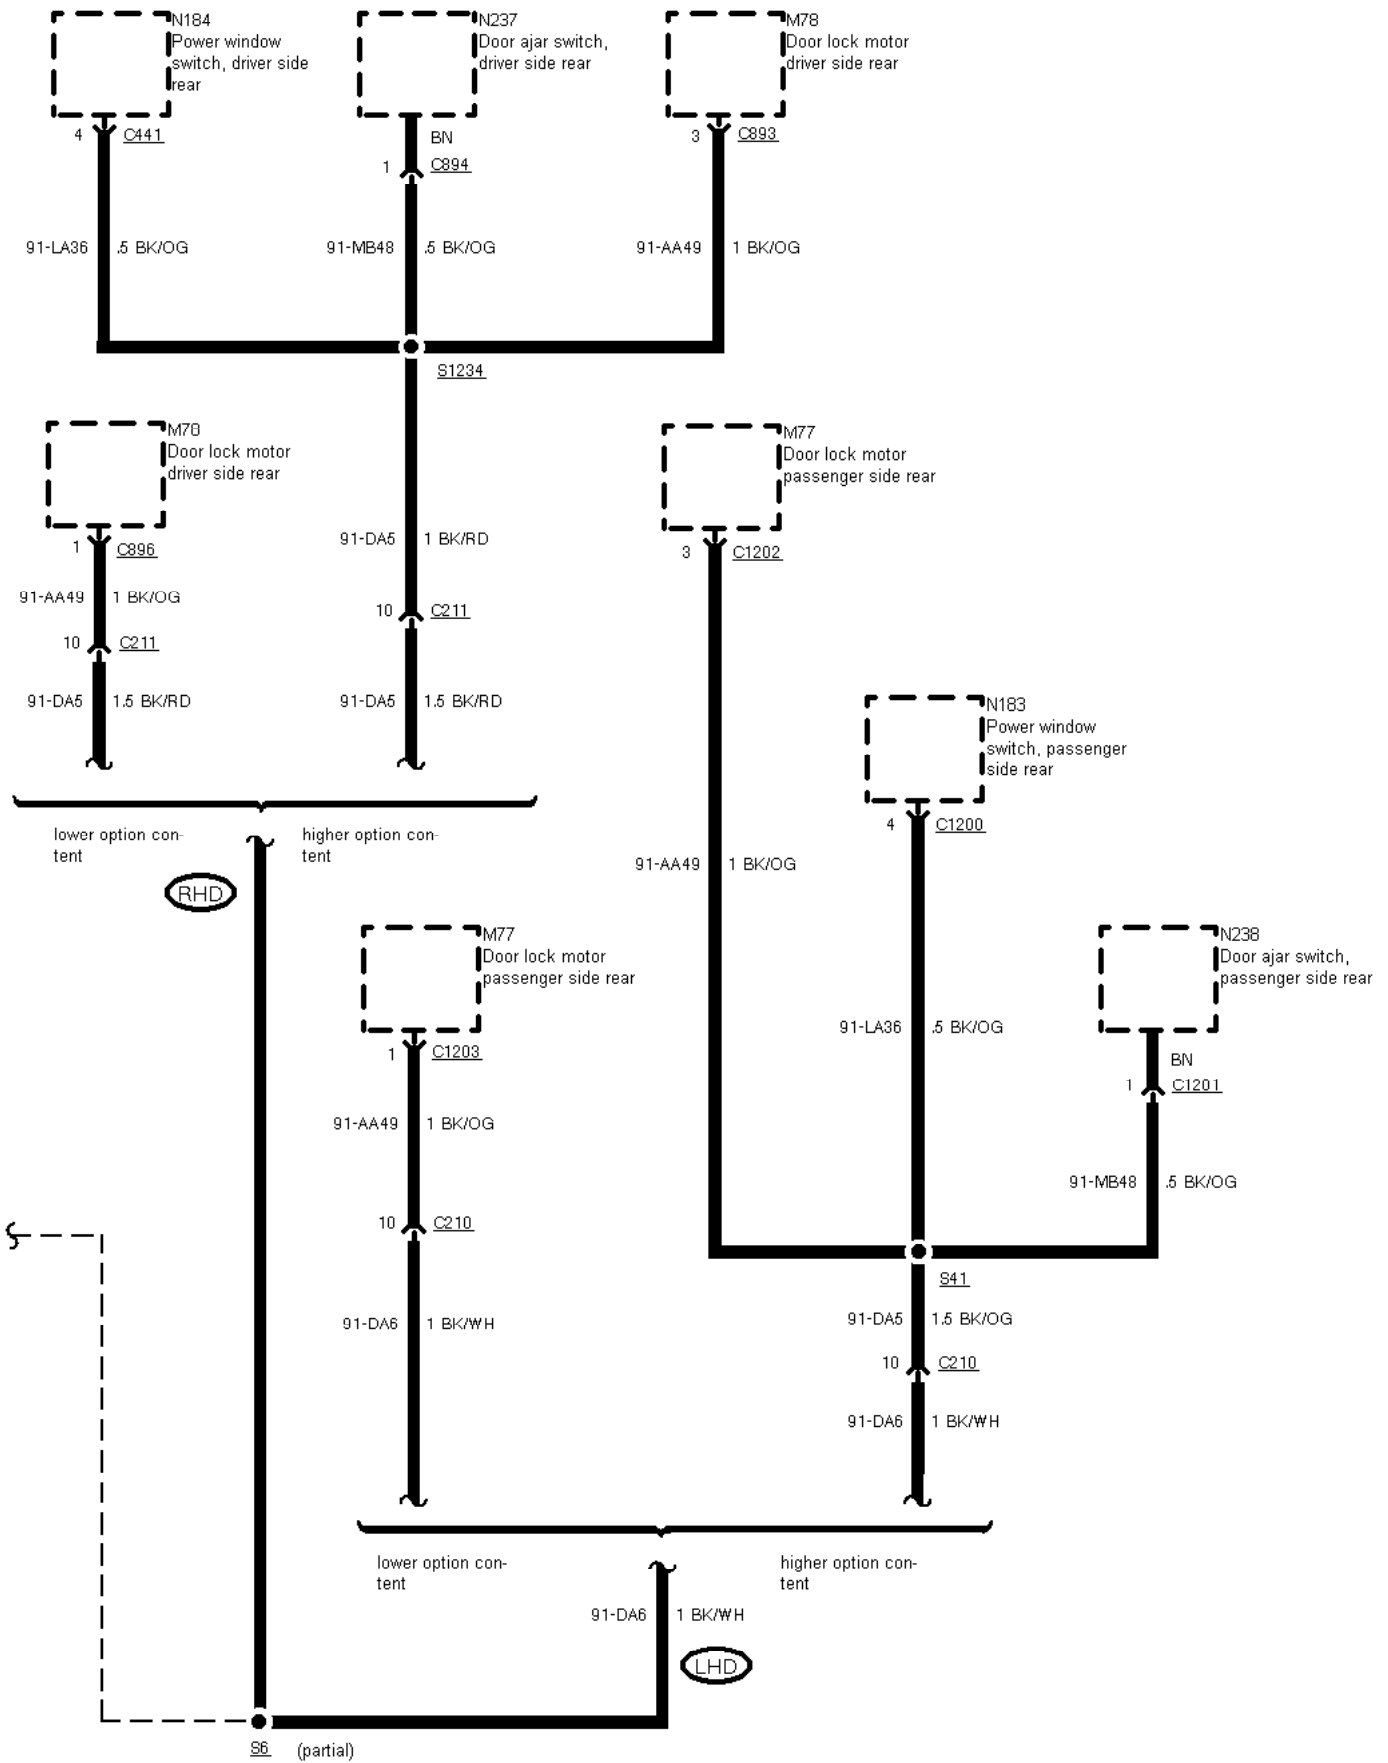 N184
Power window
switch, driver side
rear
N237
Door ajar switch,
driver side rear
M78
Door lock motor
driver side rear
4 C441
BN
1 C894
3 C893
91-LA36 .5 BK/OG
91-MB48 .5 BK/OG
91-AA49 1 BK/OG
S1234
M78
Door lock motor
driver side rear
M77
Door lock motor
passenger side rear
1 C896
91-AA49 1 BK/OG
10 C211
91-DA5 1.5 BK/RD
91-DA5 1 BK/RD
10 C211
91-DA5 1.5 BK/RD
3 C1202
N183
Power window
switch, passenger
side rear
lower option con-
tent
higher option con-
tent
RHD
4 C1200
91-AA49 1 BK/OG
M77
Door lock motor
passenger side rear
N238
Door ajar switch,
passenger side rear
1 C1203
91-LA36 .5 BK/OG
BN
1 C1201
91-AA49 1 BK/OG
91-MB48 .5 BK/OG
10 C210
S41
91-DA6 1 BK/WH
91-DA5 1.5 BK/OG
10 C210
91-DA6 1 BK/WH
lower option con-
tent
higher option con-
tent
91-DA6 1 BK/WH
LHD
S6 (partial)